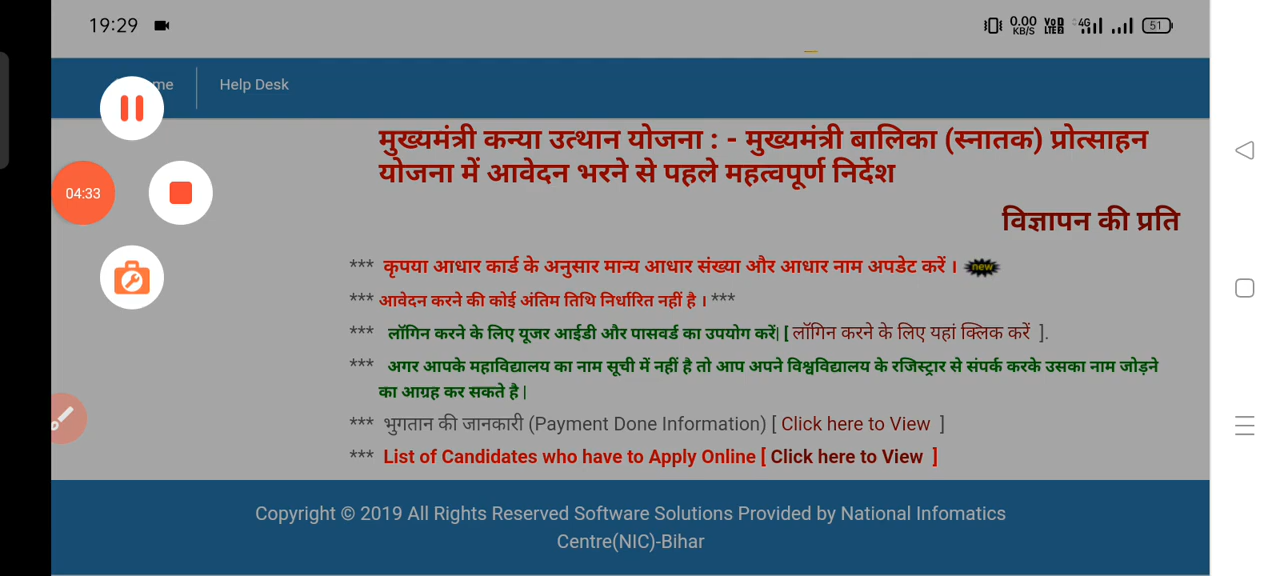 19:29
0.00
KB/S
VoD
LTE2
4G
51
me
Help Desk
04:33
मुख्यमंत्री कन्या उत्थान योजना : - मुख्यमंत्री बालिका (स्नातक) प्रोत्साहन
योजना में आवेदन भरने से पहले महत्वपूर्ण निर्देश
विज्ञापन की प्रति
*** कृपया आधार कार्ड के अनुसार मान्य आधार संख्या और आधार नाम अपडेट करें । new
*** आवेदन करने की कोई अंतिम तिथि निर्धारित नहीं है । ***
*** लॉगिन करने के लिए यूजर आईडी और पासवर्ड का उपयोग करें| [ लॉगिन करने के लिए यहां क्लिक करें ].
*** अगर आपके महाविद्यालय का नाम सूची में नहीं है तो आप अपने विश्वविद्यालय के रजिस्ट्रार से संपर्क करके उसका नाम जोड़ने
का आग्रह कर सकते है |
*** भुगतान की जानकारी (Payment Done Information) [ Click here to View ]
*** List of Candidates who have to Apply Online [ Click here to View ]
Copyright © 2019 All Rights Reserved Software Solutions Provided by National Infomatics
Centre(NIC)-Bihar